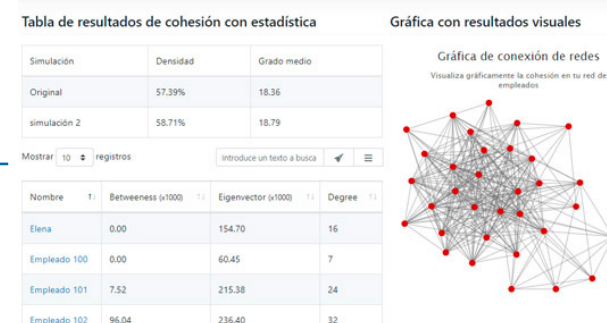 Tabla de resultados de cohesión con estadística
Simulación Densidad Grado medio
Original 57.39% 18.36
simulación 2 58.71% 18.79
Mostrar 10 registros Introduce un texto a busca
Nombre Betweeness (x1000) Eigenvector (x1000) Degree
Elena 0.00 154.70 16
Empleado 100 0.00 60.45 7
Empleado 101 7.52 215.38 24
Empleado 102 96.04 236.40 32
Gráfica con resultados visuales
Gráfica de conexión de redes
Visualiza gráficamente la cohesión en tu red de
empleados